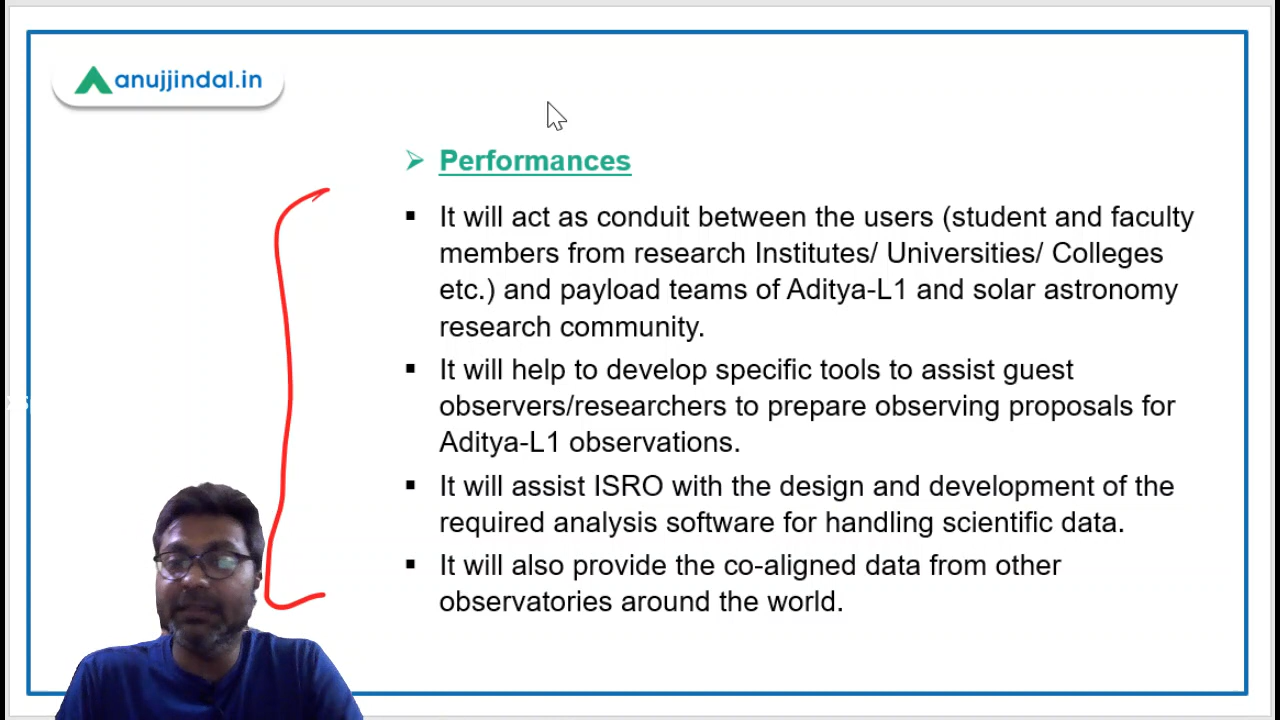 anujjindal.in
Performances
It will act as conduit between the users (student and faculty
members from research Institutes/ Universities/ Colleges
etc.) and payload teams of Aditya-L1 and solar astronomy
research community.
It will help to develop specific tools to assist guest
observers/researchers to prepare observing proposals for
Aditya-L1 observations.
It will assist ISRO with the design and development of the
required analysis software for handling scientific data.
It will also provide the co-aligned data from other
observatories around the world.